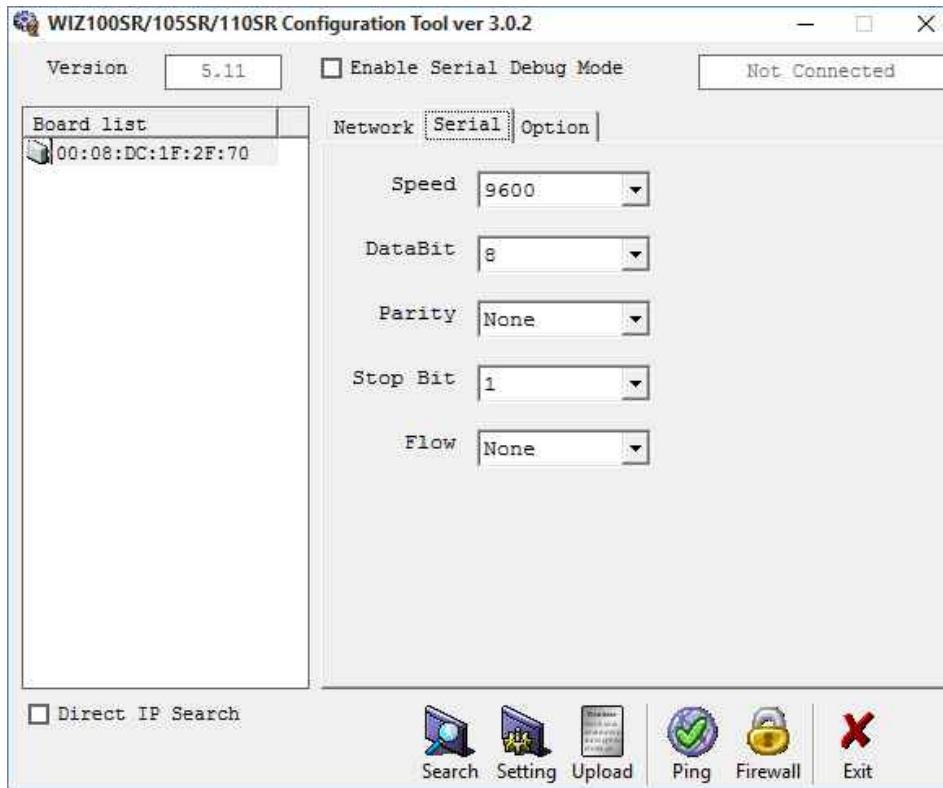 WIZ100SR/105SR/110SR Configuration Tool ver 3.0.2
Version 5.11 Enable Serial Debug Mode Not Connected
Board list
00:08:DC:1F:2F:70
Network Serial Option
Speed 9600
DataBit 8
Parity None
Stop Bit 1
Flow None
Direct IP Search
Search Setting Upload Ping Firewall Exit